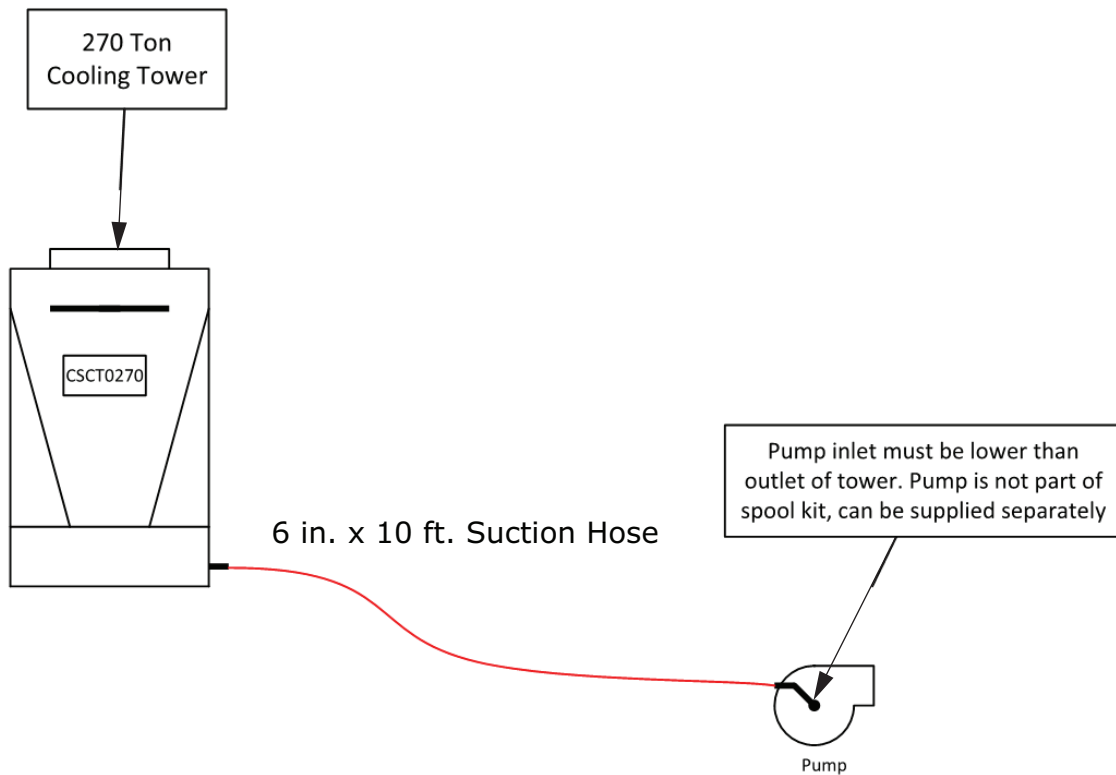 270 Ton
Cooling Tower
CSCT0270
6 in. x 10 ft. Suction Hose
Pump inlet must be lower than
outlet of tower. Pump is not part of
spool kit, can be supplied separately
Pump